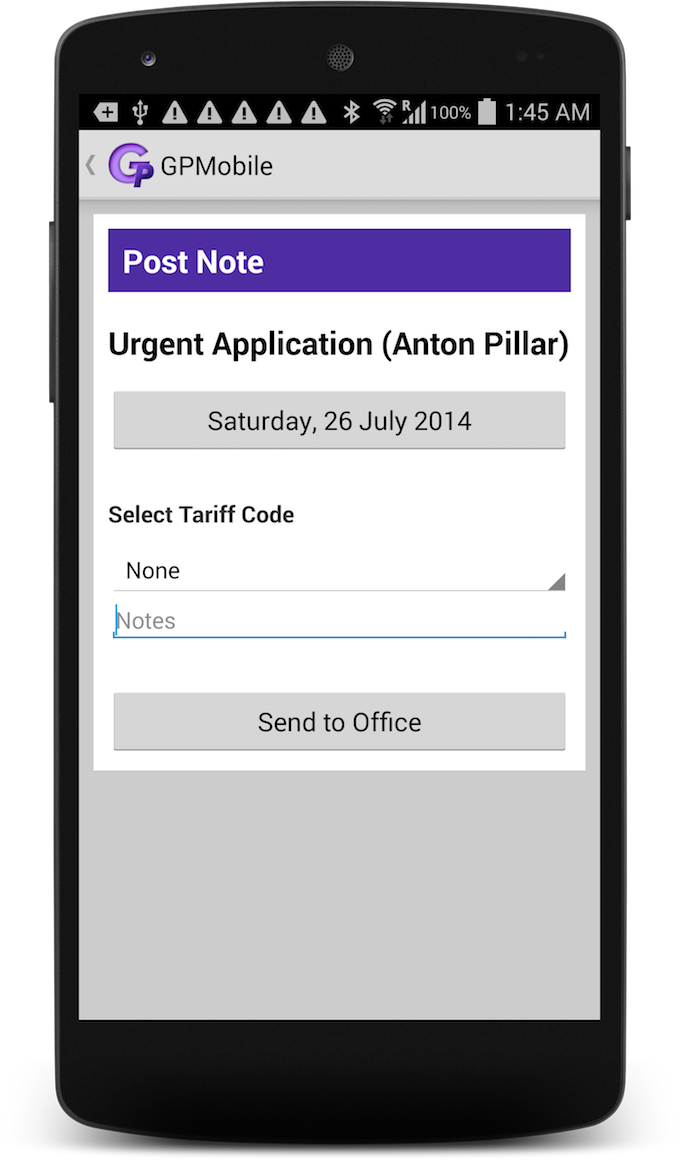 R 100% 1:45 AM
GP GPMobile
Post Note
Urgent Application (Anton Pillar)
Saturday, 26 July 2014
Select Tariff Code
None
Notes
Send to Office